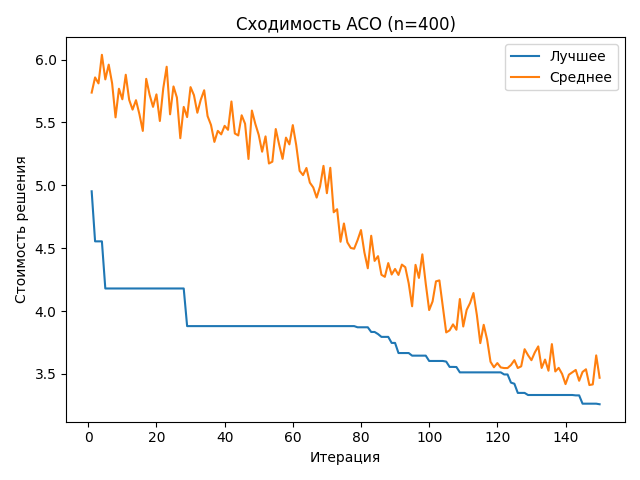 Сходимость ACO (n=400)
Лучшее
Среднее
Стоимость решения
6.0
5.5
5.0
4.5
4.0
3.5
0 20 40 60 80 100 120 140
Итерация